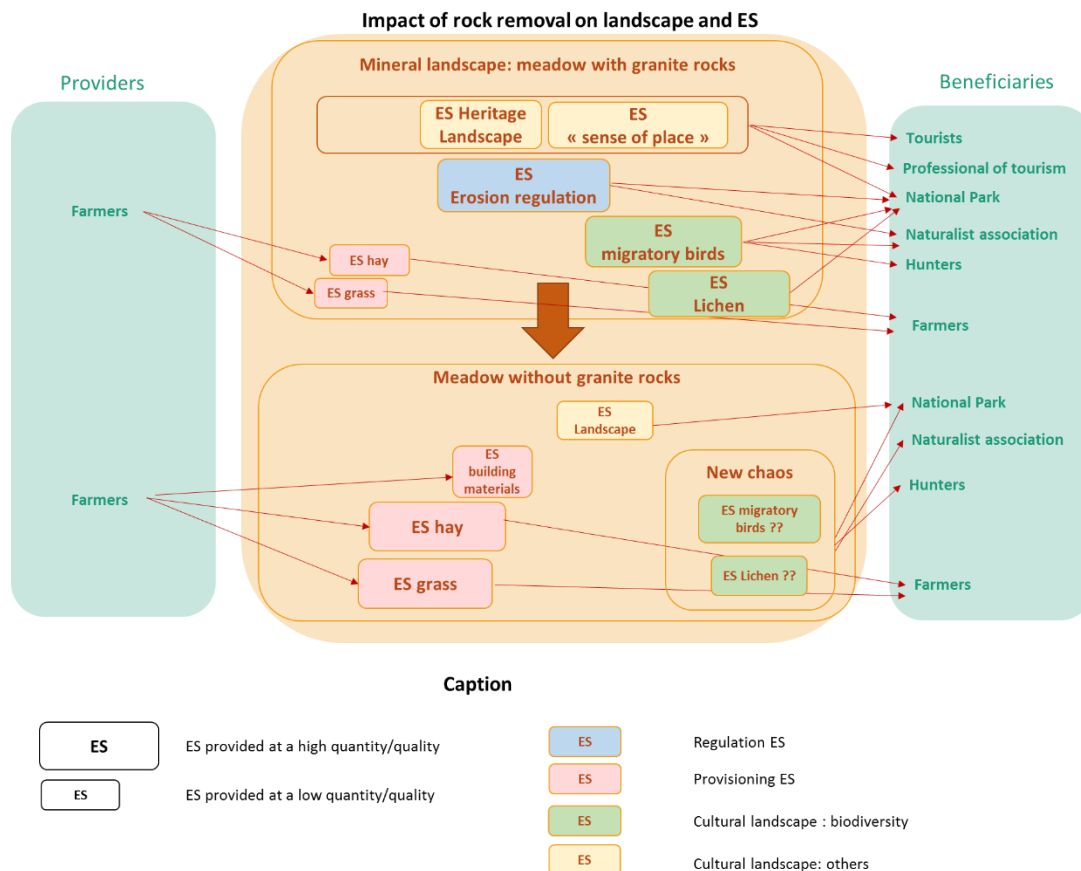 Impact of rock removal on landscape and ES
Providers
Beneficiaries
Mineral landscape: meadow with granite rocks
ES Heritage
Landscape
ES
« sense of place »
ES
Erosion regulation
ES
migratory birds
ES hay
ES grass
ES
Lichen
Farmers
Tourists
Professional of tourism
National Park
Naturalist association
Hunters
Farmers
Meadow without granite rocks
ES
Landscape
ES
building
materials
ES hay
ES grass
New chaos
ES migratory
birds ??
ES Lichen ??
Farmers
National Park
Naturalist association
Hunters
Farmers
Caption
ES
ES provided at a high quantity/quality
ES
ES provided at a low quantity/quality
ES
Regulation ES
ES
Provisioning ES
ES
Cultural landscape : biodiversity
ES
Cultural landscape: others